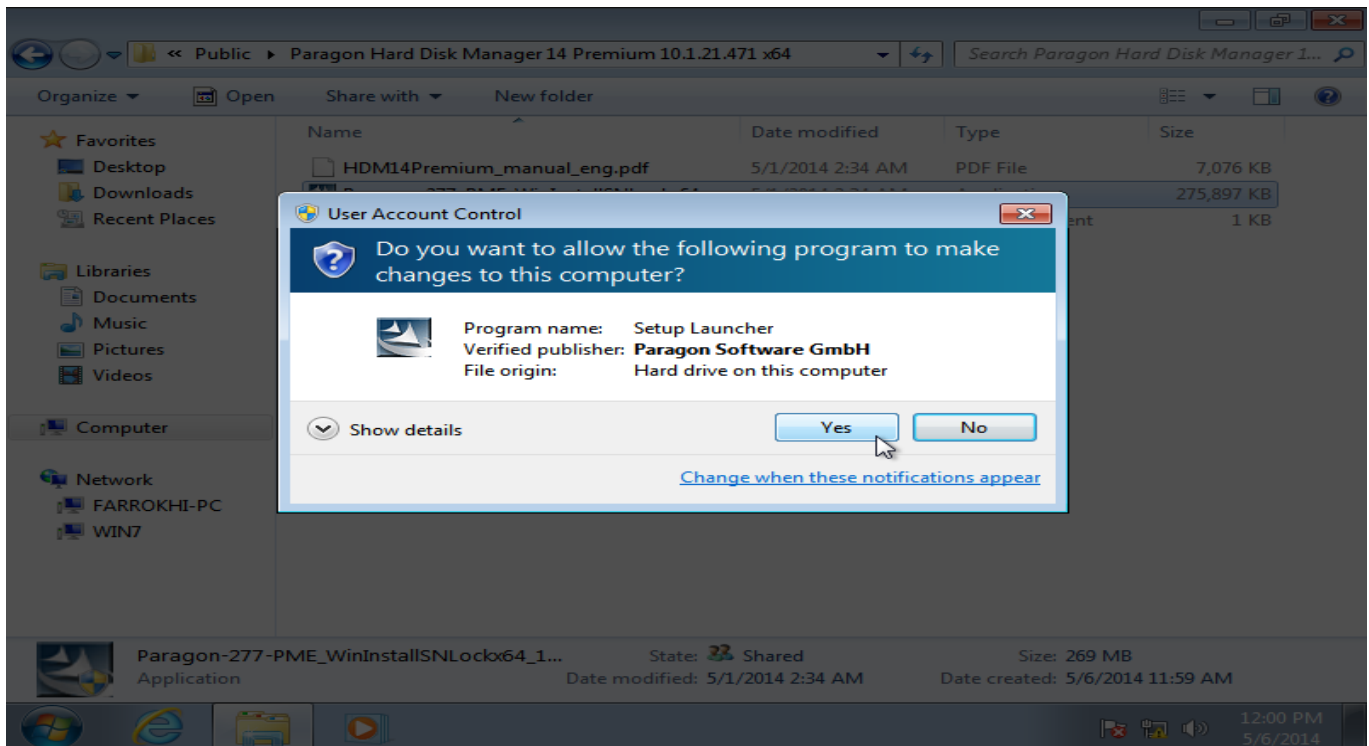 « Public ▸ Paragon Hard Disk Manager 14 Premium 10.1.21.471 x64
Search Paragon Hard Disk Manager 1...
Organize Open Share with New folder
Name Date modified Type Size
Favorites
Desktop
Downloads
Recent Places
Libraries
Documents
Music
Pictures
Videos
Computer
Network
FARROKHI-PC
WIN7
HDM14Premium_manual_eng.pdf 5/1/2014 2:34 AM PDF File 7,076 KB
275,897 KB
1 KB
User Account Control
Do you want to allow the following program to make
changes to this computer?
Program name: Setup Launcher
Verified publisher: Paragon Software GmbH
File origin: Hard drive on this computer
Show details
Yes No
Change when these notifications appear
Paragon-277-PME_WinInstallSNLockx64_1... State: Shared Size: 269 MB
Application Date modified: 5/1/2014 2:34 AM Date created: 5/6/2014 11:59 AM
12:00 PM
5/6/2014